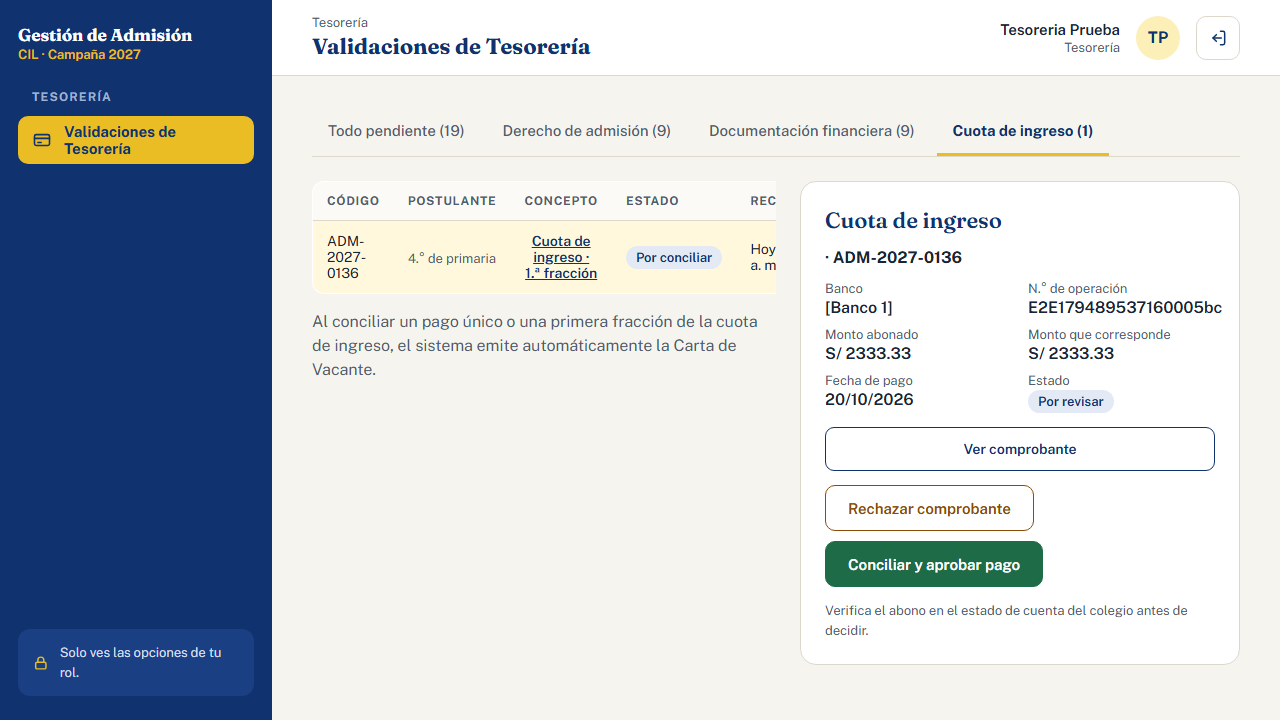 Gestión de Admisión
CIL · Campaña 2027
TESORERÍA
Validaciones de
Tesorería
Solo ves las opciones de tu
rol.
Tesorería
Validaciones de Tesorería
Tesoreria Prueba
Tesorería
TP
Todo pendiente (19)
Derecho de admisión (9)
Documentación financiera (9)
Cuota de ingreso (1)
CÓDIGO
POSTULANTE
CONCEPTO
ESTADO
REC
ADM-
2027-
0136
4.° de primaria
Cuota de
ingreso ·
1.ª fracción
Por conciliar
Hoy
a. m
Al conciliar un pago único o una primera fracción de la cuota
de ingreso, el sistema emite automáticamente la Carta de
Vacante.
Cuota de ingreso
· ADM-2027-0136
Banco
[Banco 1]
N.° de operación
E2E179489537160005bc
Monto abonado
S/ 2333.33
Monto que corresponde
S/ 2333.33
Fecha de pago
20/10/2026
Estado
Por revisar
Ver comprobante
Rechazar comprobante
Conciliar y aprobar pago
Verifica el abono en el estado de cuenta del colegio antes de
decidir.